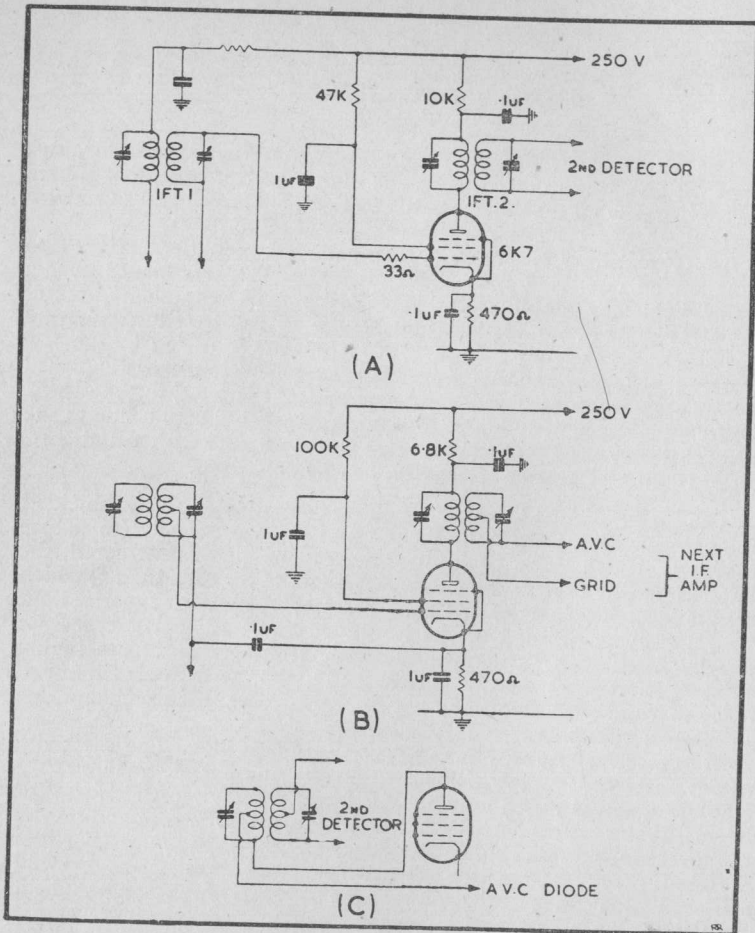 250 V
47K
10K
·1uF
1uF
IFT 1
IFT.2.
2ND DETECTOR
6K7
33Ω
·1uF
470Ω
(A)
250 V
100K
6·8K
·1uF
1uF
A.V.C
GRID
NEXT
I.F.
AMP
·1uF
1uF
470Ω
(B)
2ND
DETECTOR
A.V.C DIODE
(C)
RR